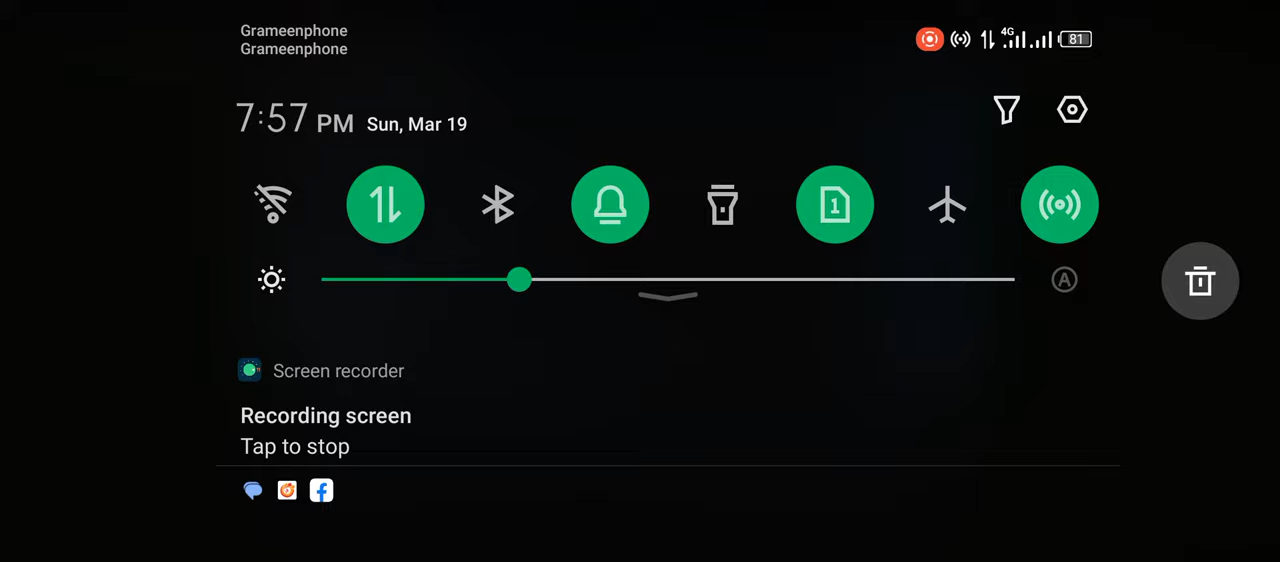 Grameenphone
Grameenphone
4G
81
7:57 PM Sun, Mar 19
1
A
Screen recorder
Recording screen
Tap to stop